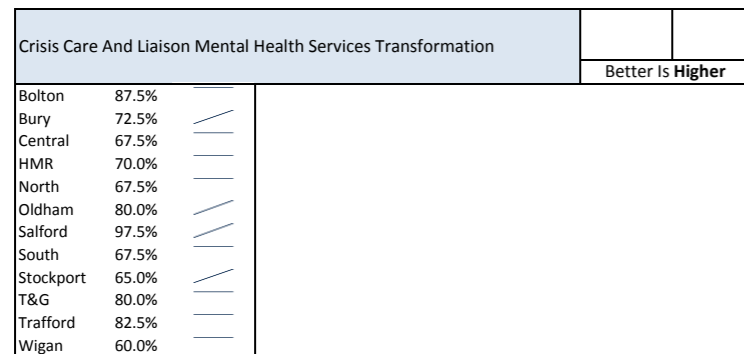 Crisis Care And Liaison Mental Health Services Transformation
Better Is Higher
Bolton 87.5%
Bury 72.5%
Central 67.5%
HMR 70.0%
North 67.5%
Oldham 80.0%
Salford 97.5%
South 67.5%
Stockport 65.0%
T&G 80.0%
Trafford 82.5%
Wigan 60.0%